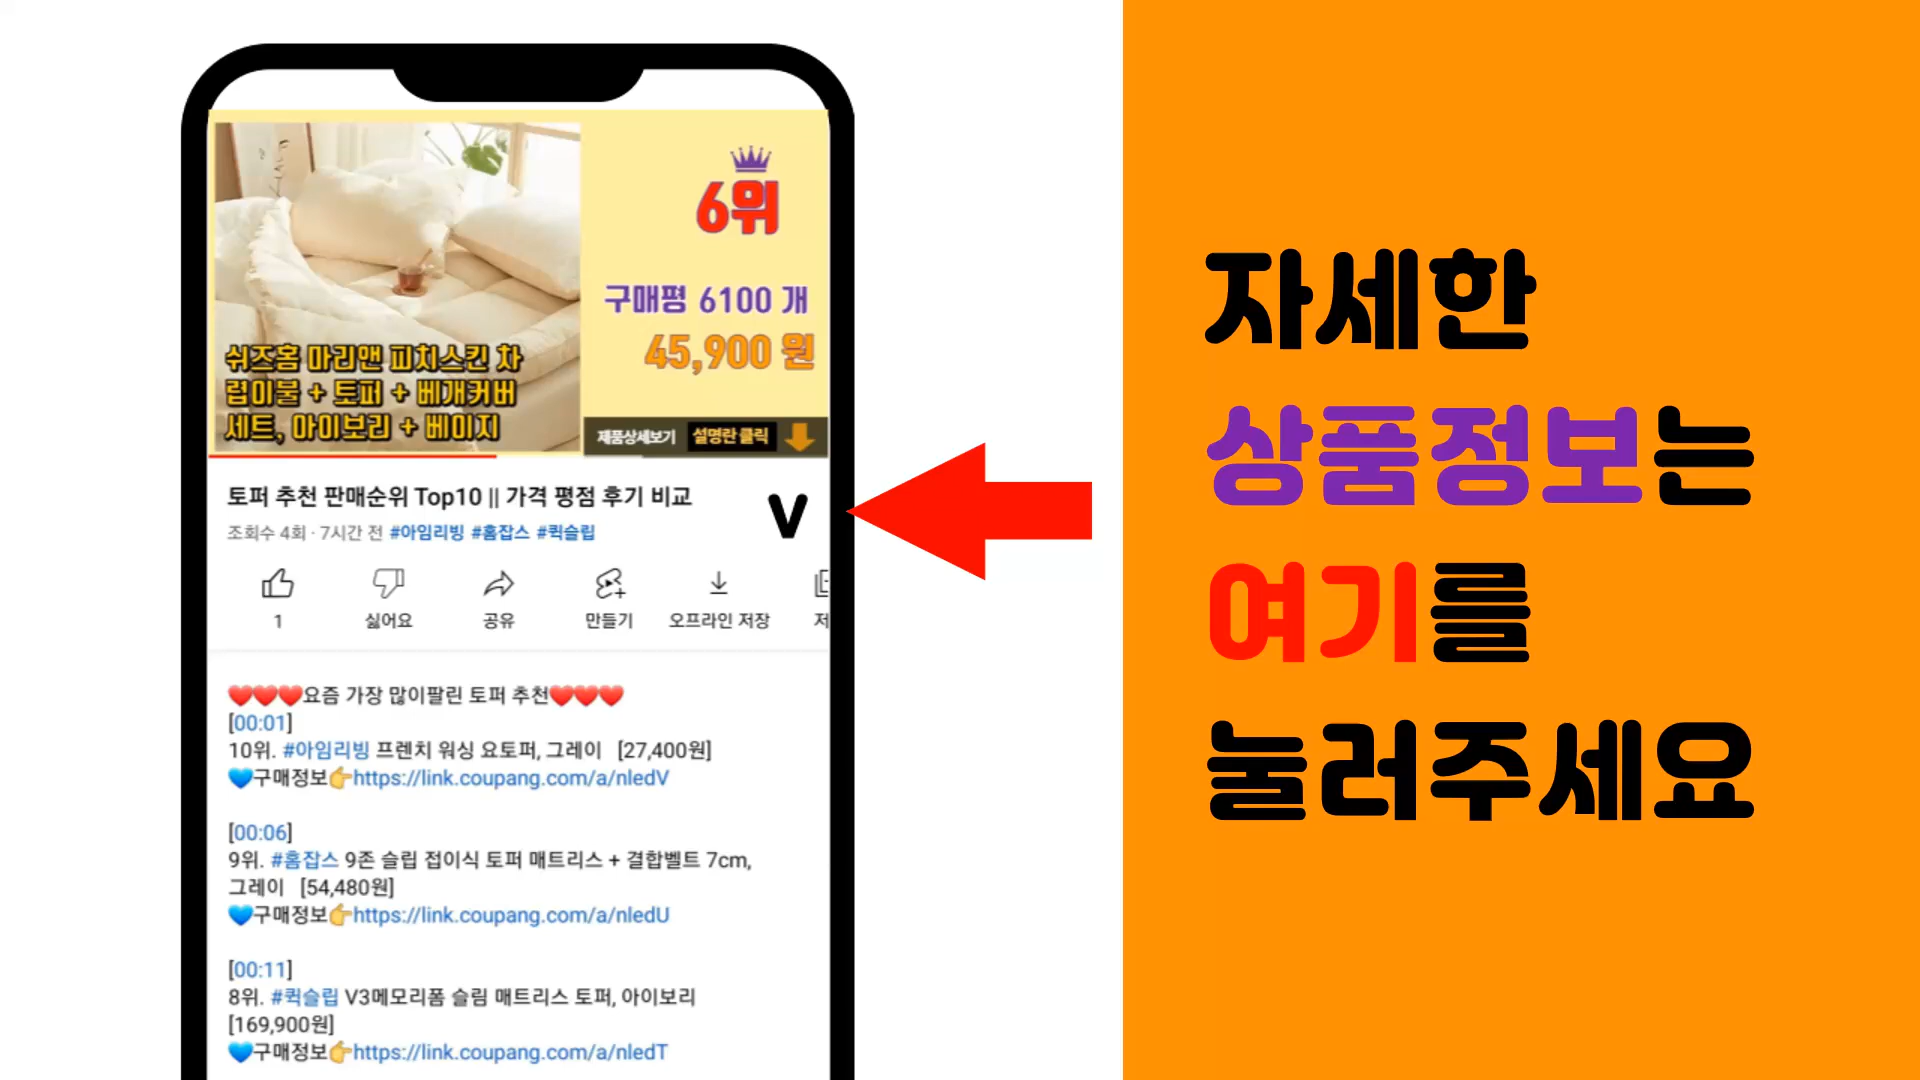 6위
구매평 6100 개
45,900 원
쉬즈홈 마리앤 피치스킨 차
렵이불 + 토퍼 + 베개커버
세트, 아이보리 + 베이지
제품상세보기 설명란 클릭
토퍼 추천 판매순위 Top10 || 가격 평점 후기 비교
V
조회수 4회 · 7시간 전 #아임리빙 #홈잡스 #퀵슬립
1 싫어요 공유 만들기 오프라인 저장 저
❤️❤️❤️요즘 가장 많이팔린 토퍼 추천❤️❤️❤️
[00:01]
10위. #아임리빙 프렌치 워싱 요토퍼, 그레이 [27,400원]
💙구매정보👉https://link.coupang.com/a/nledV
[00:06]
9위. #홈잡스 9존 슬립 접이식 토퍼 매트리스 + 결합벨트 7cm,
그레이 [54,480원]
💙구매정보👉https://link.coupang.com/a/nledU
[00:11]
8위. #퀵슬립 V3메모리폼 슬림 매트리스 토퍼, 아이보리
[169,900원]
💙구매정보👉https://link.coupang.com/a/nledT
자세한
상품정보는
여기를
눌러주세요